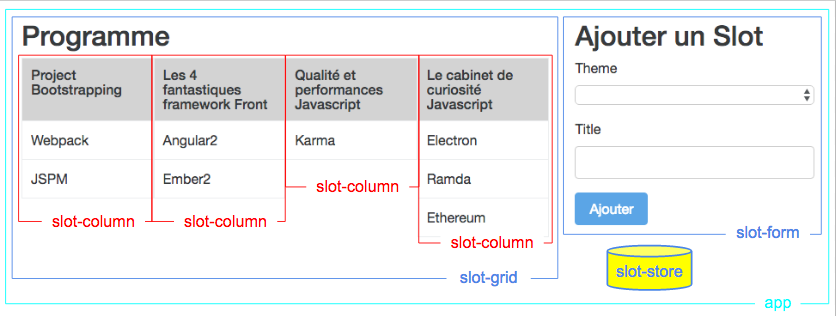 Programme
Project
Bootstrapping
Les 4
fantastiques
framework Front
Qualité et
performances
Javascript
Le cabinet de
curiosité
Javascript
Webpack
Angular2
Karma
Electron
JSPM
Ember2
Ramda
Ethereum
slot-column
slot-column
slot-column
slot-column
slot-grid
Ajouter un Slot
Theme
Title
Ajouter
slot-form
slot-store
app